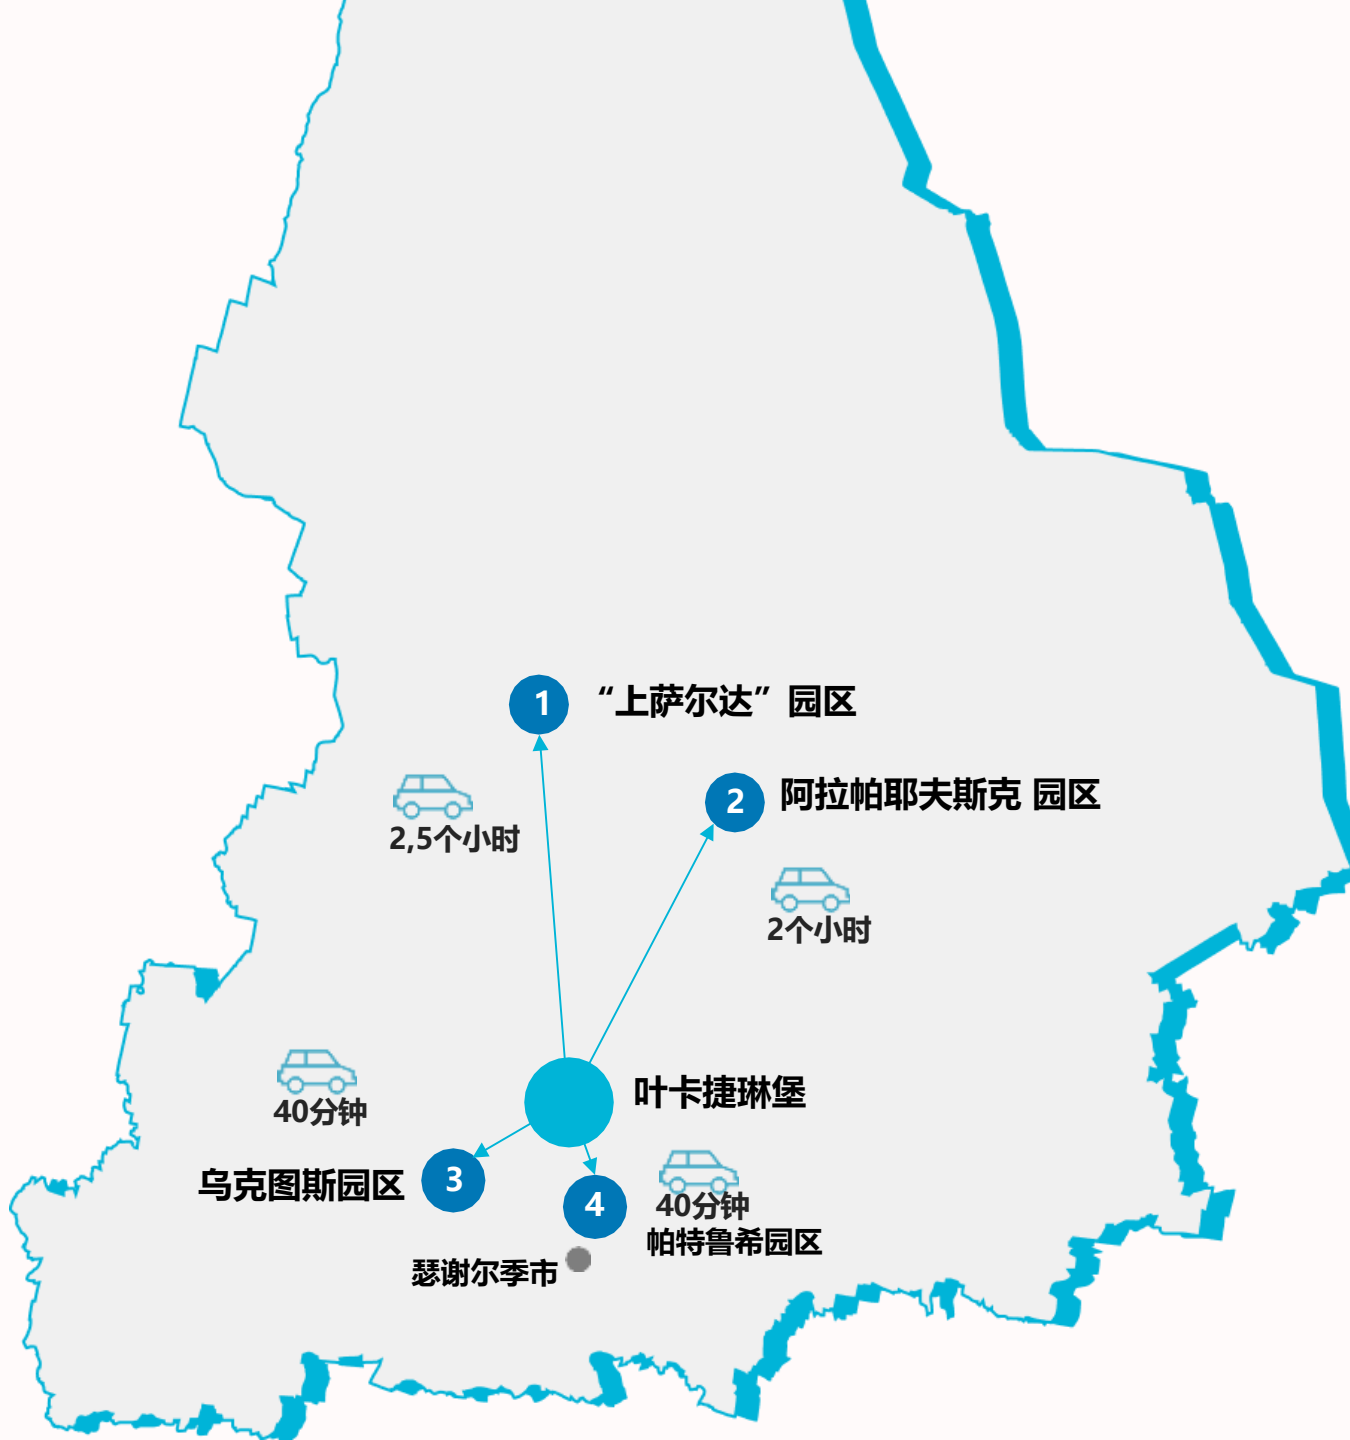 1
“上萨尔达”园区
2
阿拉帕耶夫斯克 园区
2,5个小时
2个小时
叶卡捷琳堡
40分钟
3
乌克图斯园区
4
40分钟
帕特鲁希园区
瑟谢尔季市